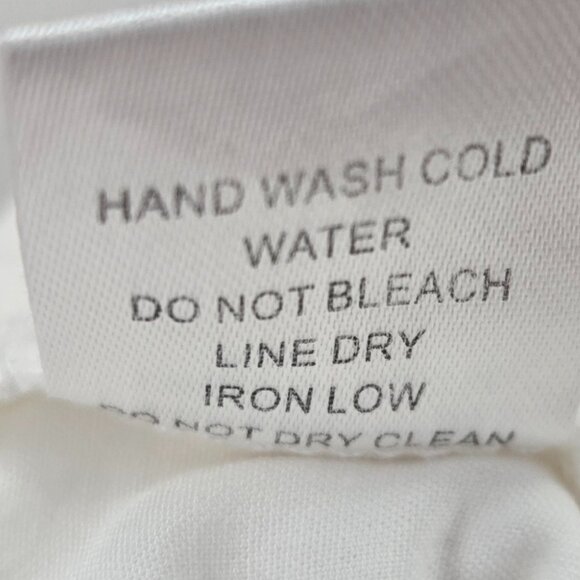 HAND WASH COLD
WATER
DO NOT BLEACH
LINE DRY
IRON LOW
DO NOT DRY CLEAN